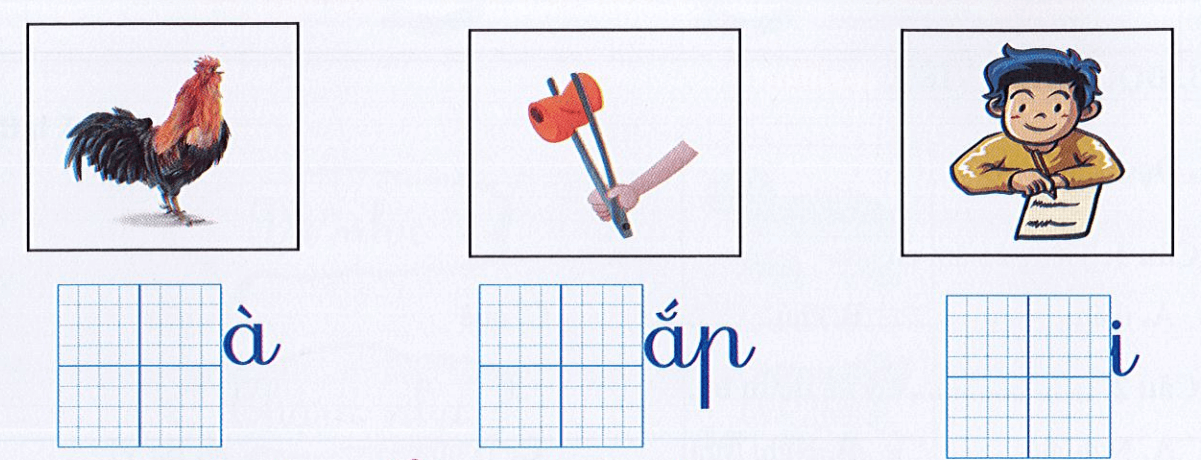 à ắp i